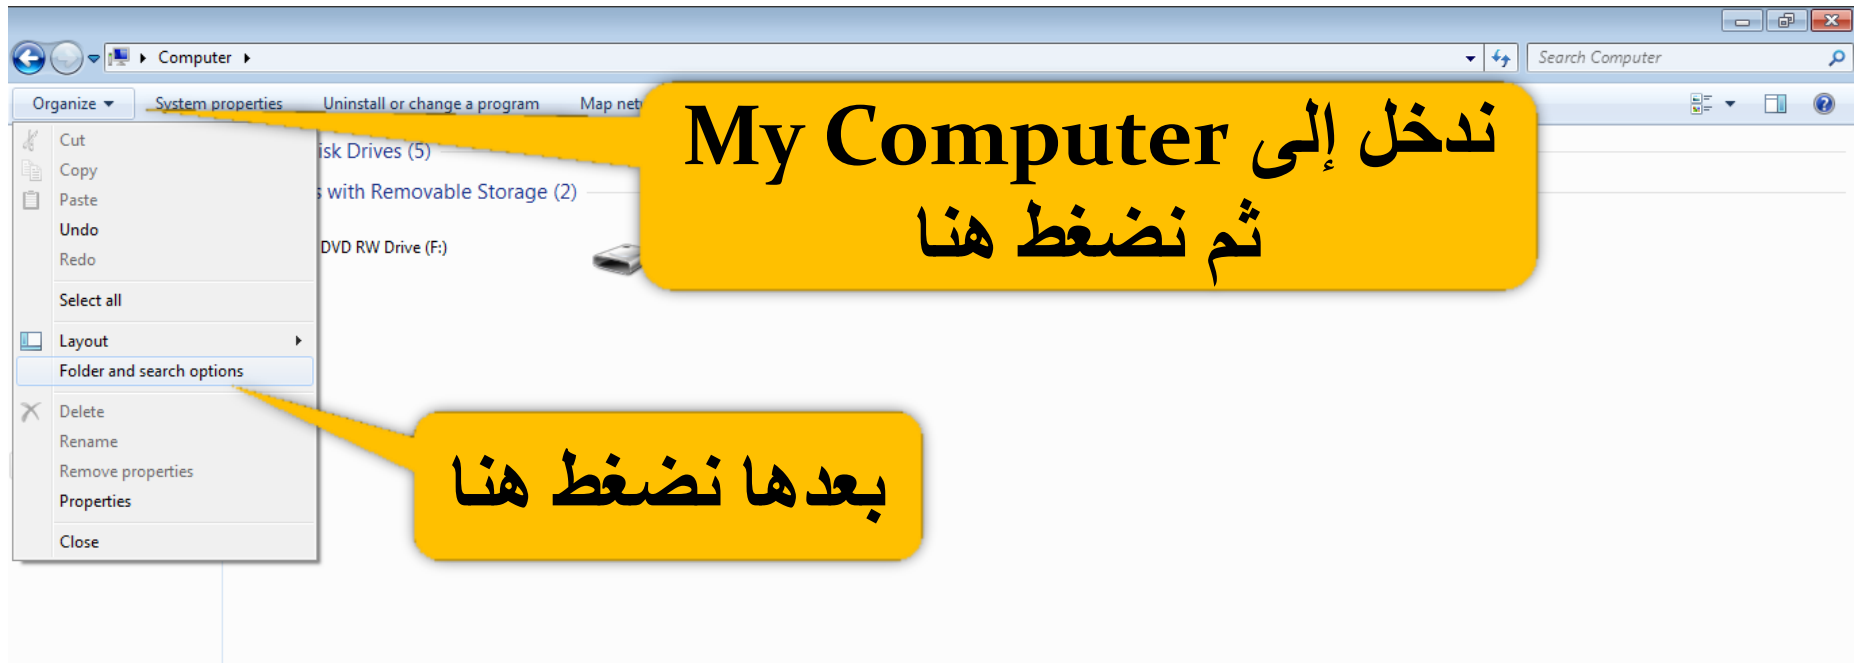 Computer
Search Computer
Organize
System properties
Uninstall or change a program
Map
ندخل إلى My Computer
ثم نضغط هنا
Cut
Copy
Paste
Undo
Redo
Select all
Layout
Folder and search options
Delete
Rename
Remove properties
Properties
Close
Drives (5)
with Removable Storage (2)
DVD RW Drive (F:)
بعدها نضغط هنا